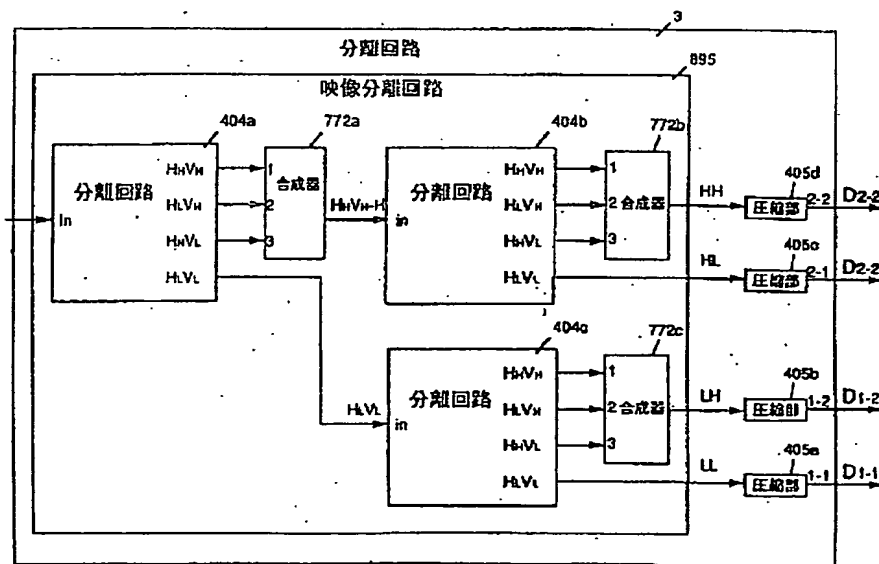 3
分離回路
895
映像分離回路
404a
772a
404b
772b
分離回路
HHVH
HLVH
HHVL
HLVL
In
1
2
3
合成器
HHVH-H
分離回路
in
HHVH
HLVH
HHVL
HLVL
1
2
3
合成器
HH
405d
2-2
圧縮部
D2-2
HL
405c
2-1
圧縮部
D2-2
404a
772c
HLVL
分離回路
in
HHVH
HLVH
HHVL
HLVL
1
2
3
合成器
LH
405b
1-2
圧縮部
D1-2
LL
405a
1-1
圧縮部
D1-1